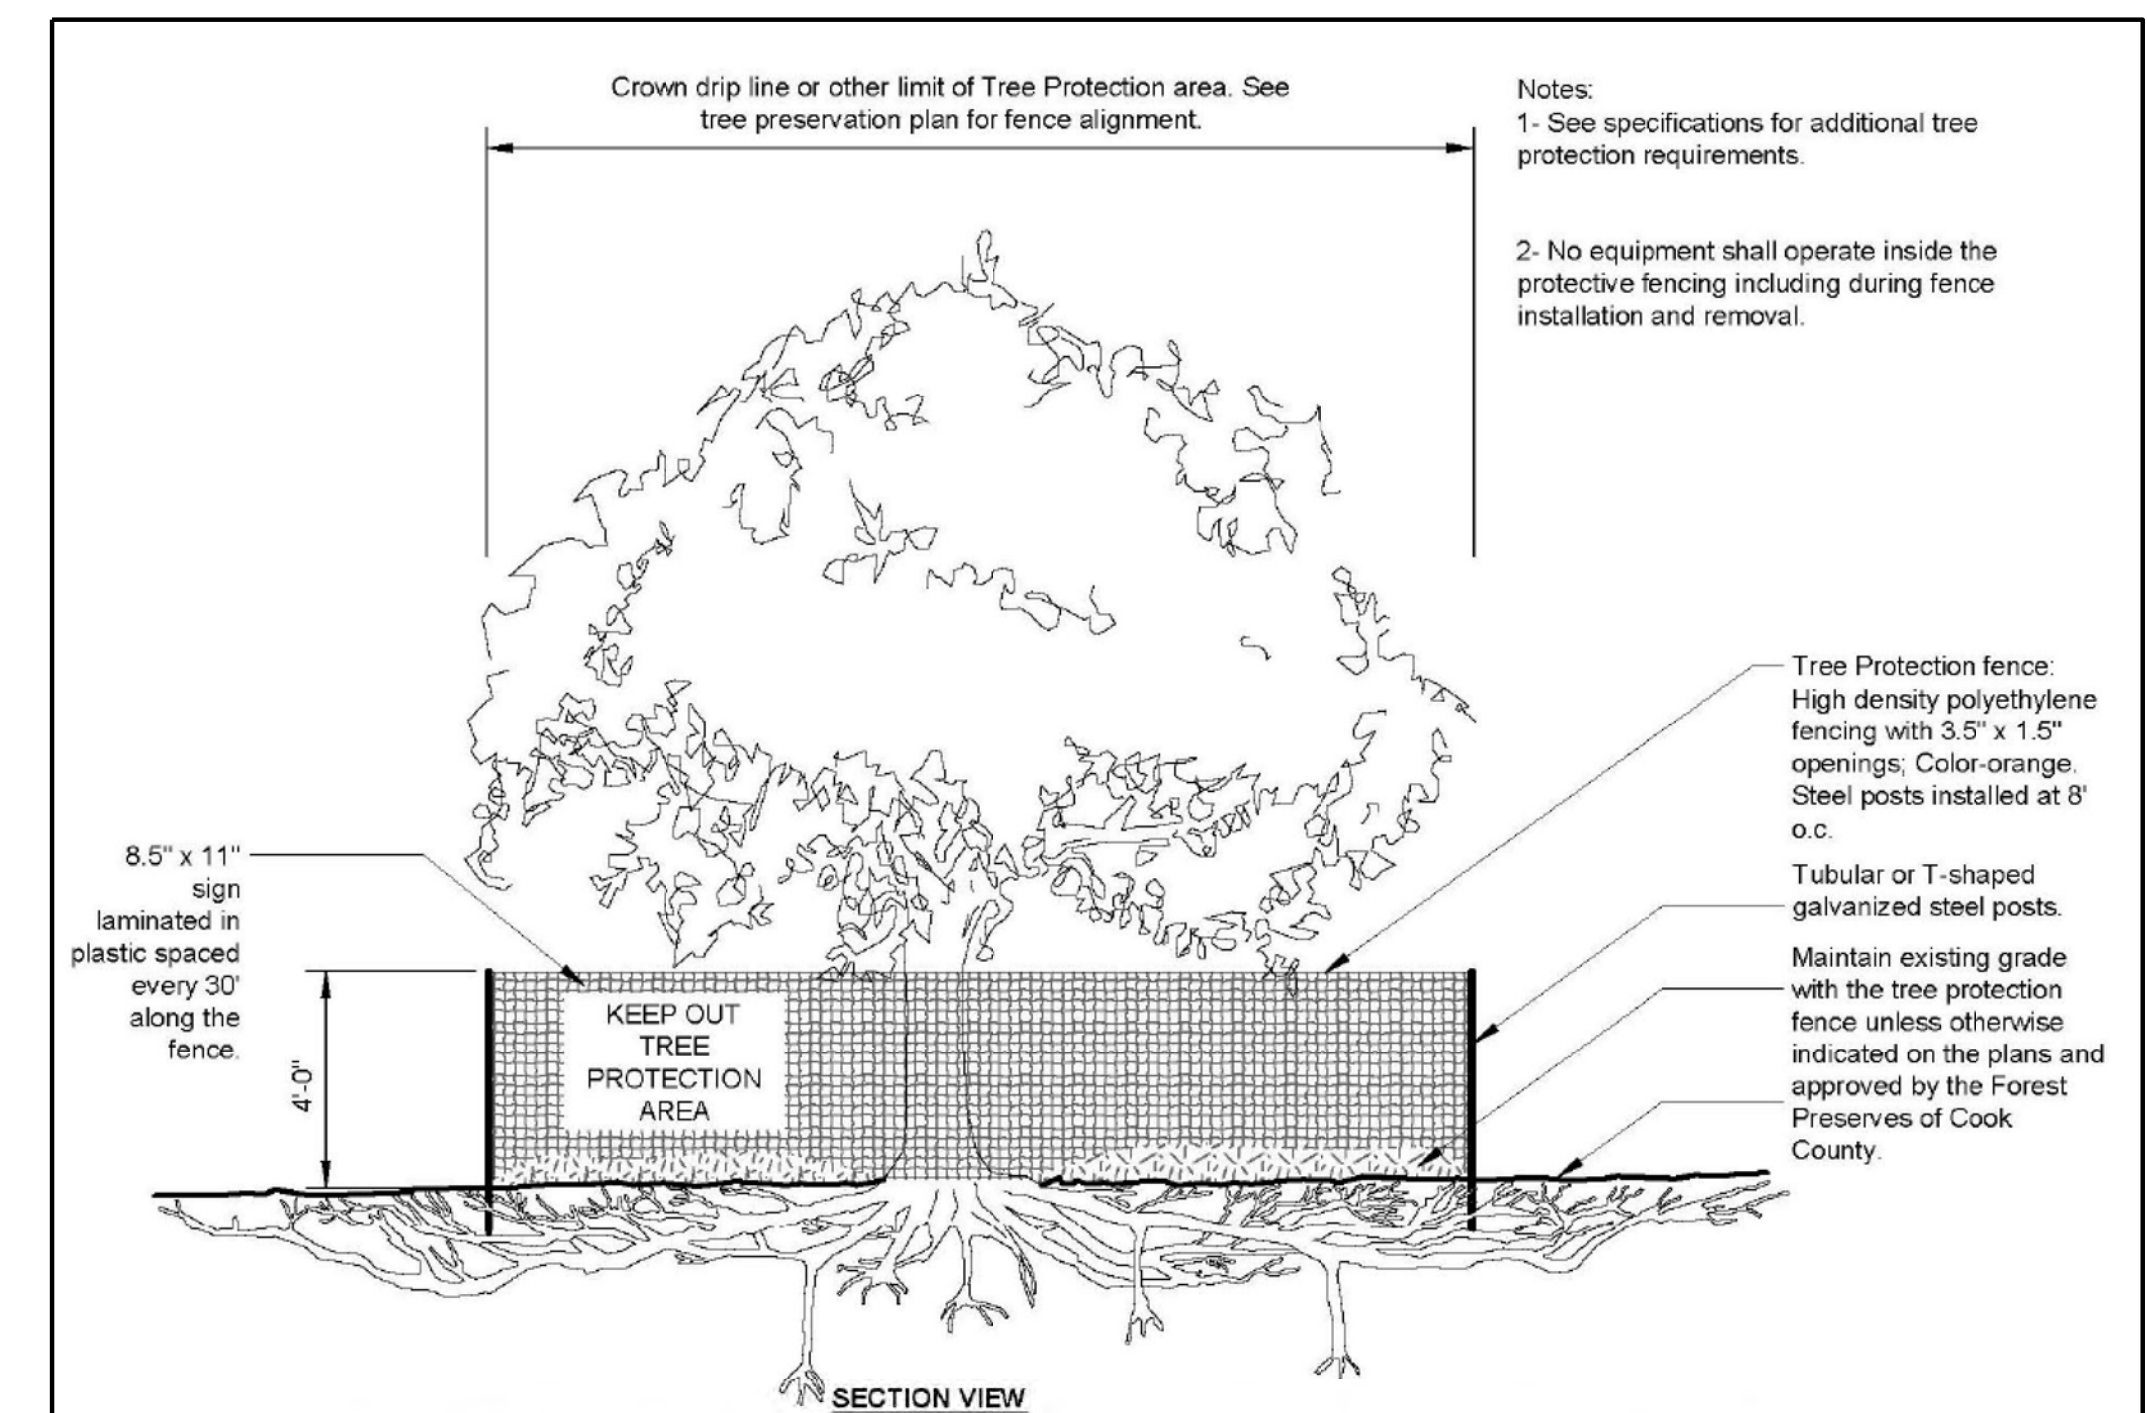 Crown drip line or other limit of Tree Protection area. See
tree preservation plan for fence alignment.
Notes:
1- See specifications for additional tree
protection requirements.
2- No equipment shall operate inside the
protective fencing including during fence
installation and removal.
Tree Protection fence:
High density polyethylene
fencing with 3.5" x 1.5"
openings; Color-orange.
Steel posts installed at 8'
o.c.
Tubular or T-shaped
galvanized steel posts.
Maintain existing grade
with the tree protection
fence unless otherwise
indicated on the plans and
approved by the Forest
Preserves of Cook
County.
8.5" x 11"
sign
laminated in
plastic spaced
every 30'
along the
fence.
4'-0"
KEEP OUT
TREE
PROTECTION
AREA
SECTION VIEW